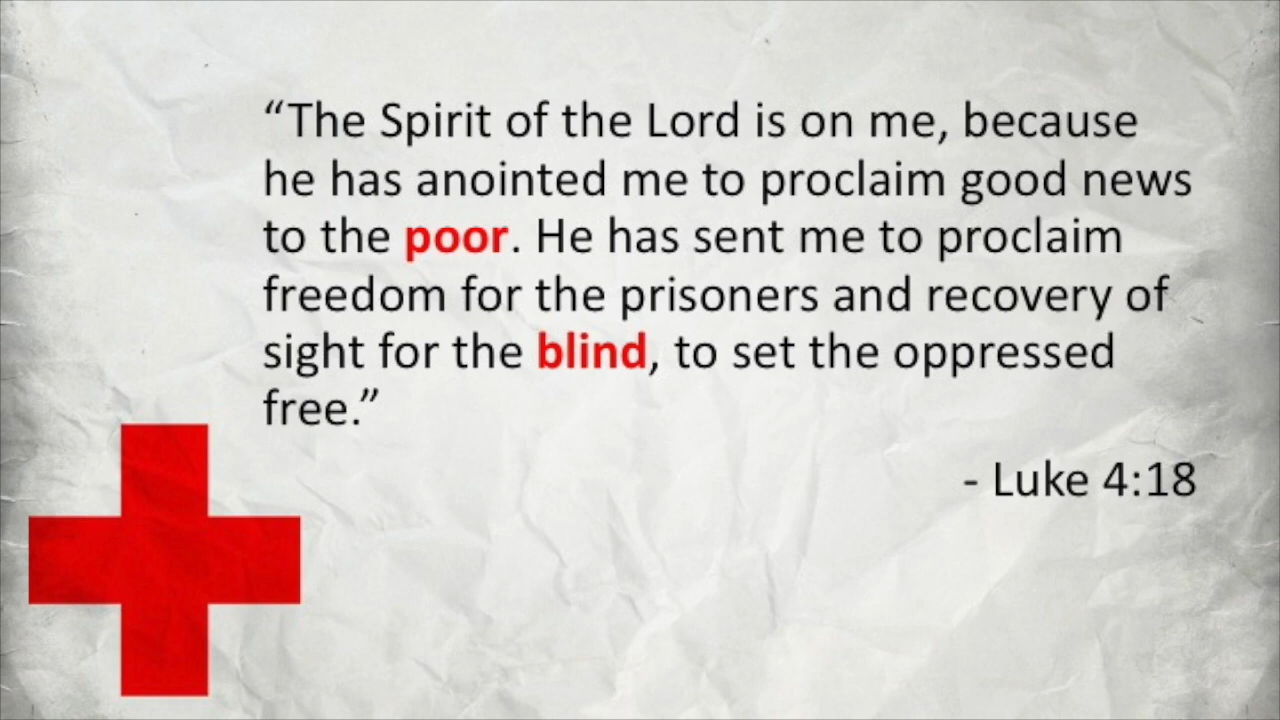 “The Spirit of the Lord is on me, because
he has anointed me to proclaim good news
to the poor. He has sent me to proclaim
freedom for the prisoners and recovery of
sight for the blind, to set the oppressed
free.”
- Luke 4:18